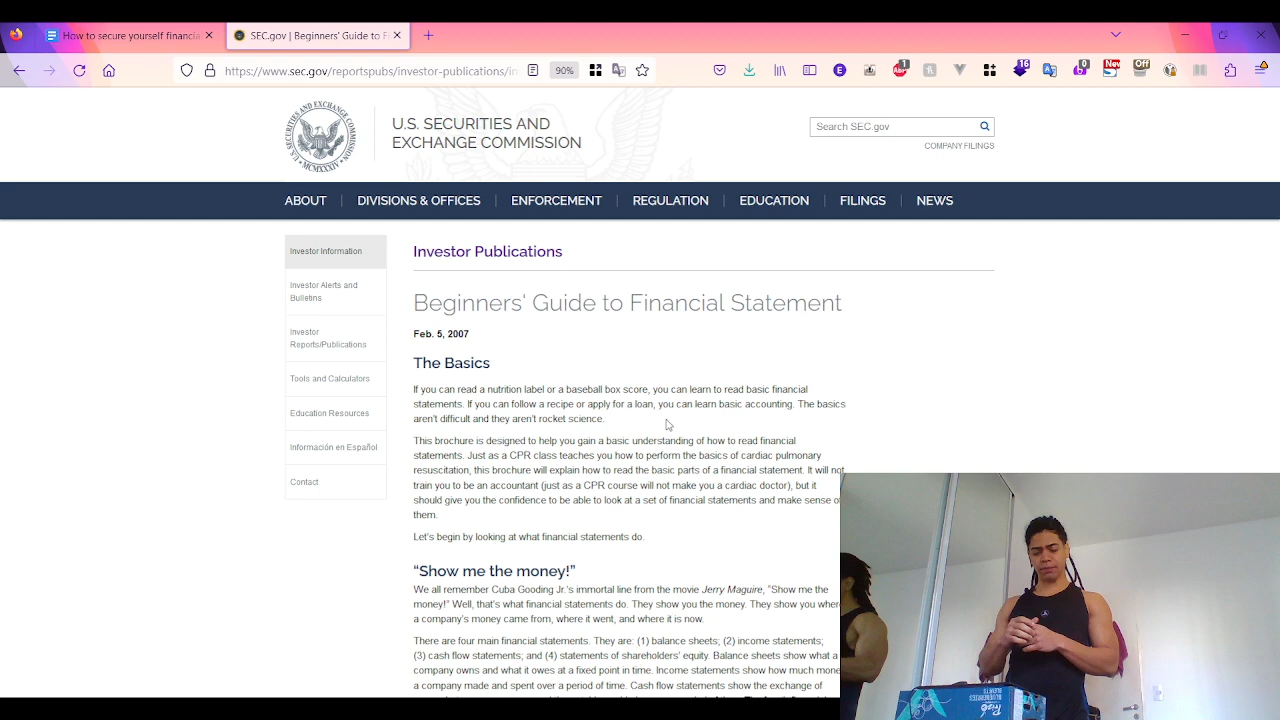 How to secure yourself financia
SEC.gov | Beginners' Guide to Fi
https://www.sec.gov/reportspubs/investor-publications/in
90%
1
16
0
New
Off
SECURITIES AND EXCHANGE COMMISSION
MCMXXXIV
U.S. SECURITIES AND
EXCHANGE COMMISSION
Search SEC.gov
COMPANY FILINGS
ABOUT
DIVISIONS & OFFICES
ENFORCEMENT
REGULATION
EDUCATION
FILINGS
NEWS
Investor Information
Investor Alerts and
Bulletins
Investor
Reports/Publications
Tools and Calculators
Education Resources
Información en Español
Contact
Investor Publications
Beginners' Guide to Financial Statement
Feb. 5, 2007
The Basics
If you can read a nutrition label or a baseball box score, you can learn to read basic financial
statements. If you can follow a recipe or apply for a loan, you can learn basic accounting. The basics
aren't difficult and they aren't rocket science.
This brochure is designed to help you gain a basic understanding of how to read financial
statements. Just as a CPR class teaches you how to perform the basics of cardiac pulmonary
resuscitation, this brochure will explain how to read the basic parts of a financial statement. It will not
train you to be an accountant (just as a CPR course will not make you a cardiac doctor), but it
should give you the confidence to be able to look at a set of financial statements and make sense of
them.
Let's begin by looking at what financial statements do.
“Show me the money!”
We all remember Cuba Gooding Jr.'s immortal line from the movie Jerry Maguire, "Show me the
money!" Well, that's what financial statements do. They show you the money. They show you where
a company's money came from, where it went, and where it is now.
There are four main financial statements. They are: (1) balance sheets; (2) income statements;
(3) cash flow statements; and (4) statements of shareholders' equity. Balance sheets show what a
company owns and what it owes at a fixed point in time. Income statements show how much mone
a company made and spent over a period of time. Cash flow statements show the exchange of